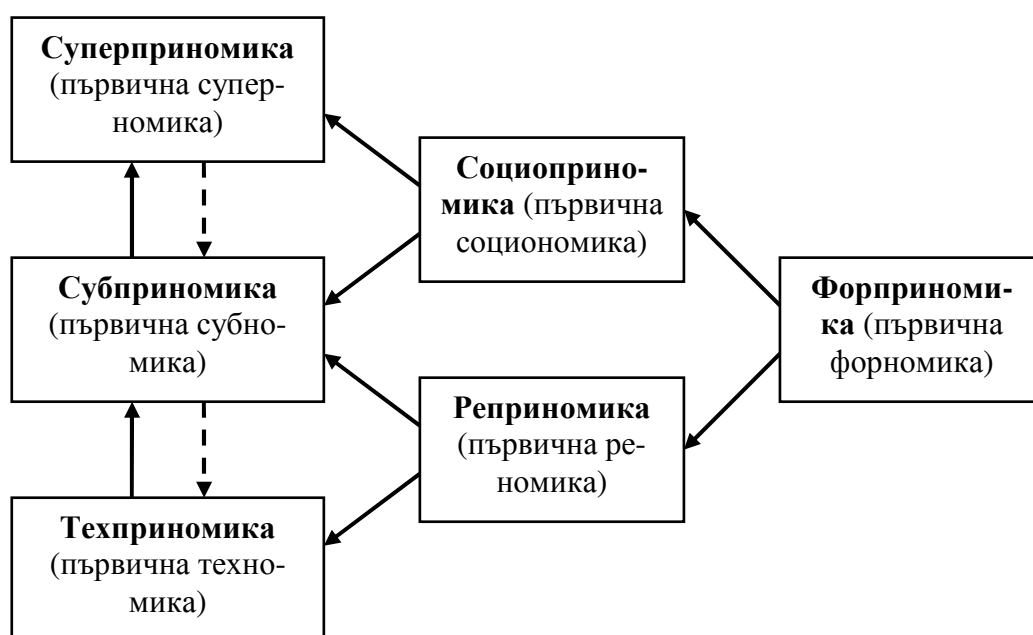 Суперприномика
(първична супер-
номика)
Социоприно-
мика (първична
социономика)
Субприномика
(първична субно-
мика)
Форприноми-
ка (първична
форномика)
Реприномика
(първична ре-
номика)
Техприномика
(първична техно-
мика)